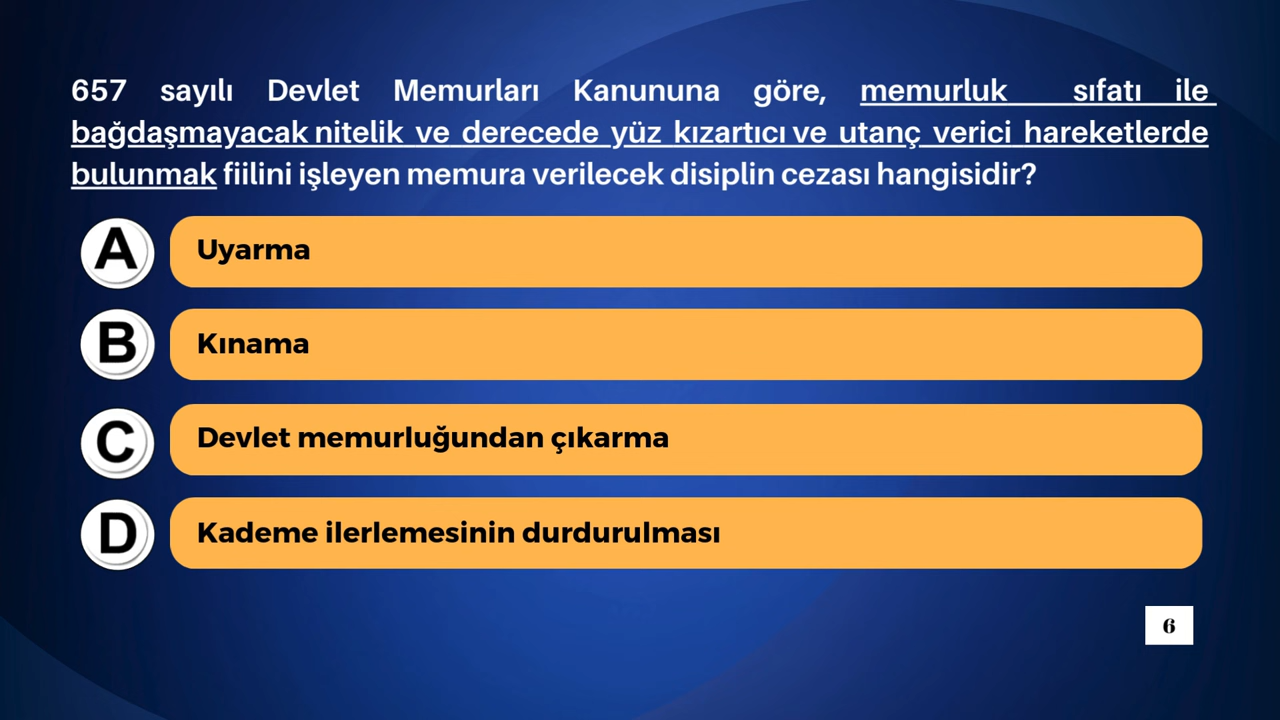 657 sayılı Devlet Memurları Kanununa göre, memurluk sıfatı ile
bağdaşmayacak nitelik ve derecede yüz kızartıcı ve utanç verici hareketlerde
bulunmak fiilini işleyen memura verilecek disiplin cezası hangisidir?
A Uyarma
B Kınama
C Devlet memurluğundan çıkarma
D Kademe ilerlemesinin durdurulması
6